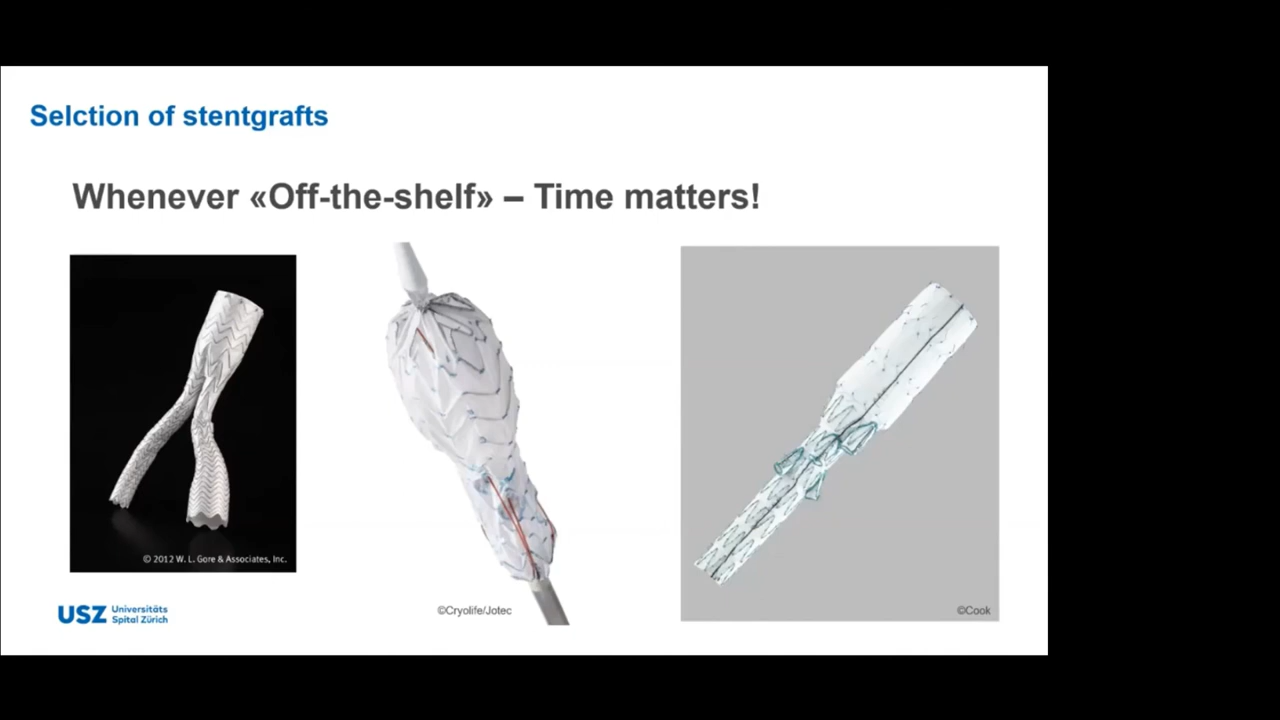 Selction of stentgrafts
Whenever «Off-the-shelf» – Time matters!
© 2012 W. L. Gore & Associates, Inc.
©Cryolife/Jotec
©Cook
USZ Universitäts
Spital Zürich